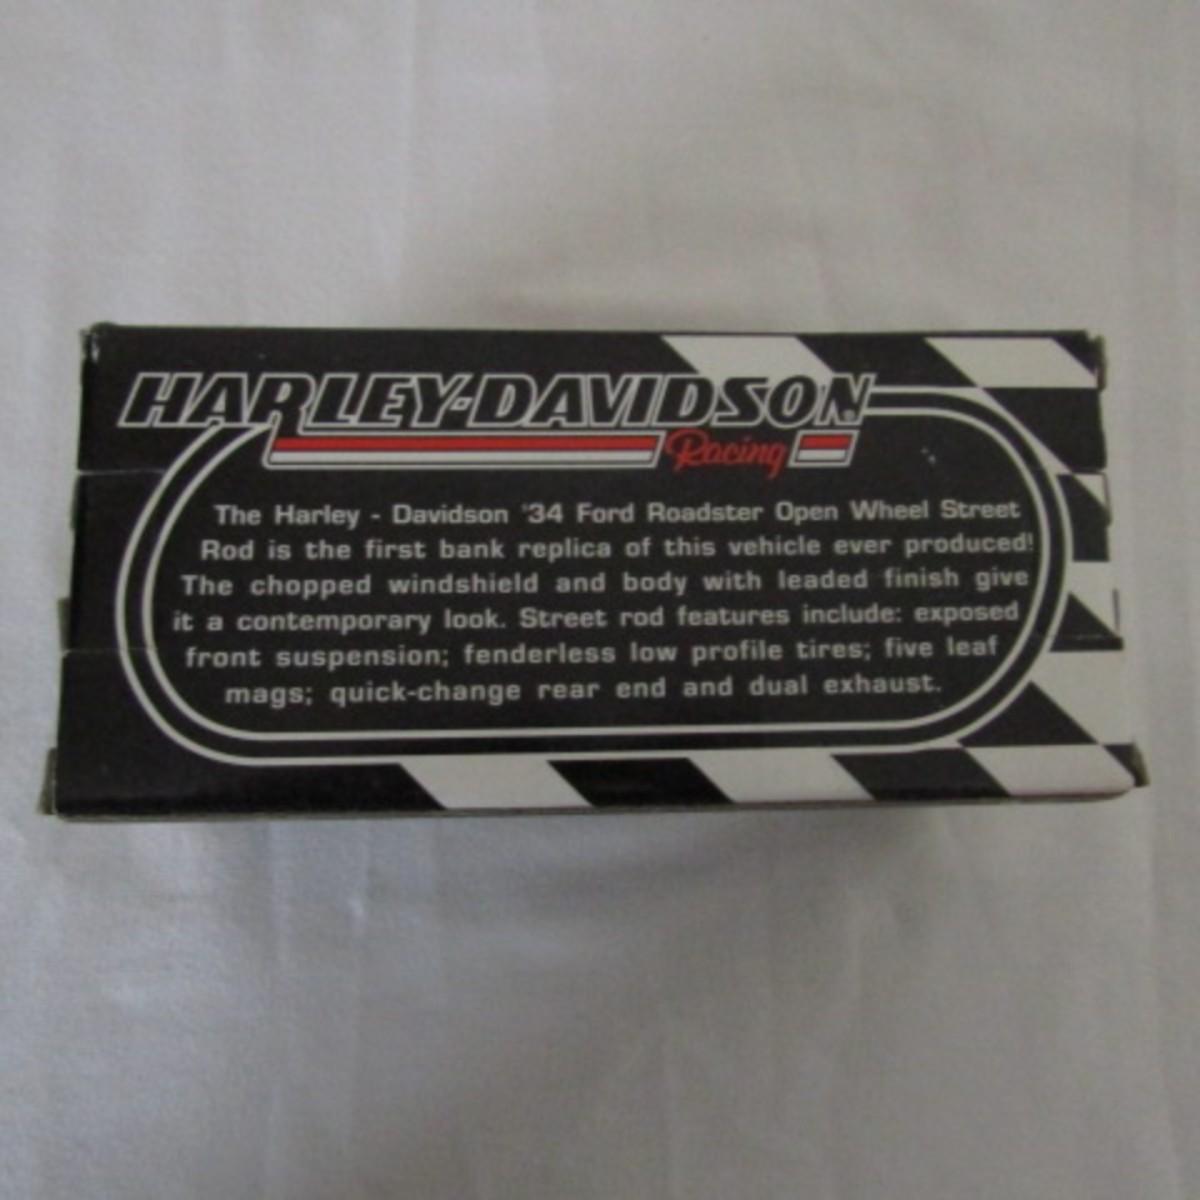 HARLEY-DAVIDSON
Racing
The Harley - Davidson '34 Ford Roadster Open Wheel Street
Rod is the first bank replica of this vehicle ever produced!
The chopped windshield and body with leaded finish give
it a contemporary look. Street rod features include: exposed
front suspension; fenderless low profile tires; five leaf
mags; quick-change rear end and dual exhaust.